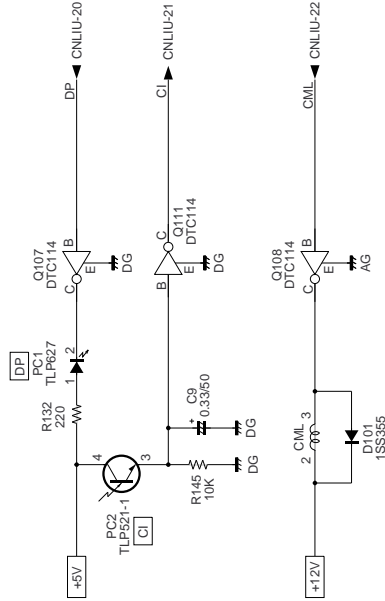 CNLIU-20
DP
Q107
DTC114
B
C
E
DG
DP
PC1
TLP627
1
2
R132
220
+5V
4
3
PC2
TLP521-1
CI
CNLIU-21
CI
Q111
DTC114
C
B
E
DG
C9
0.33/50
+
DG
R145
10K
DG
CNLIU-22
CML
Q108
DTC114
B
C
E
AG
CML
2
3
D101
1SS355
+12V